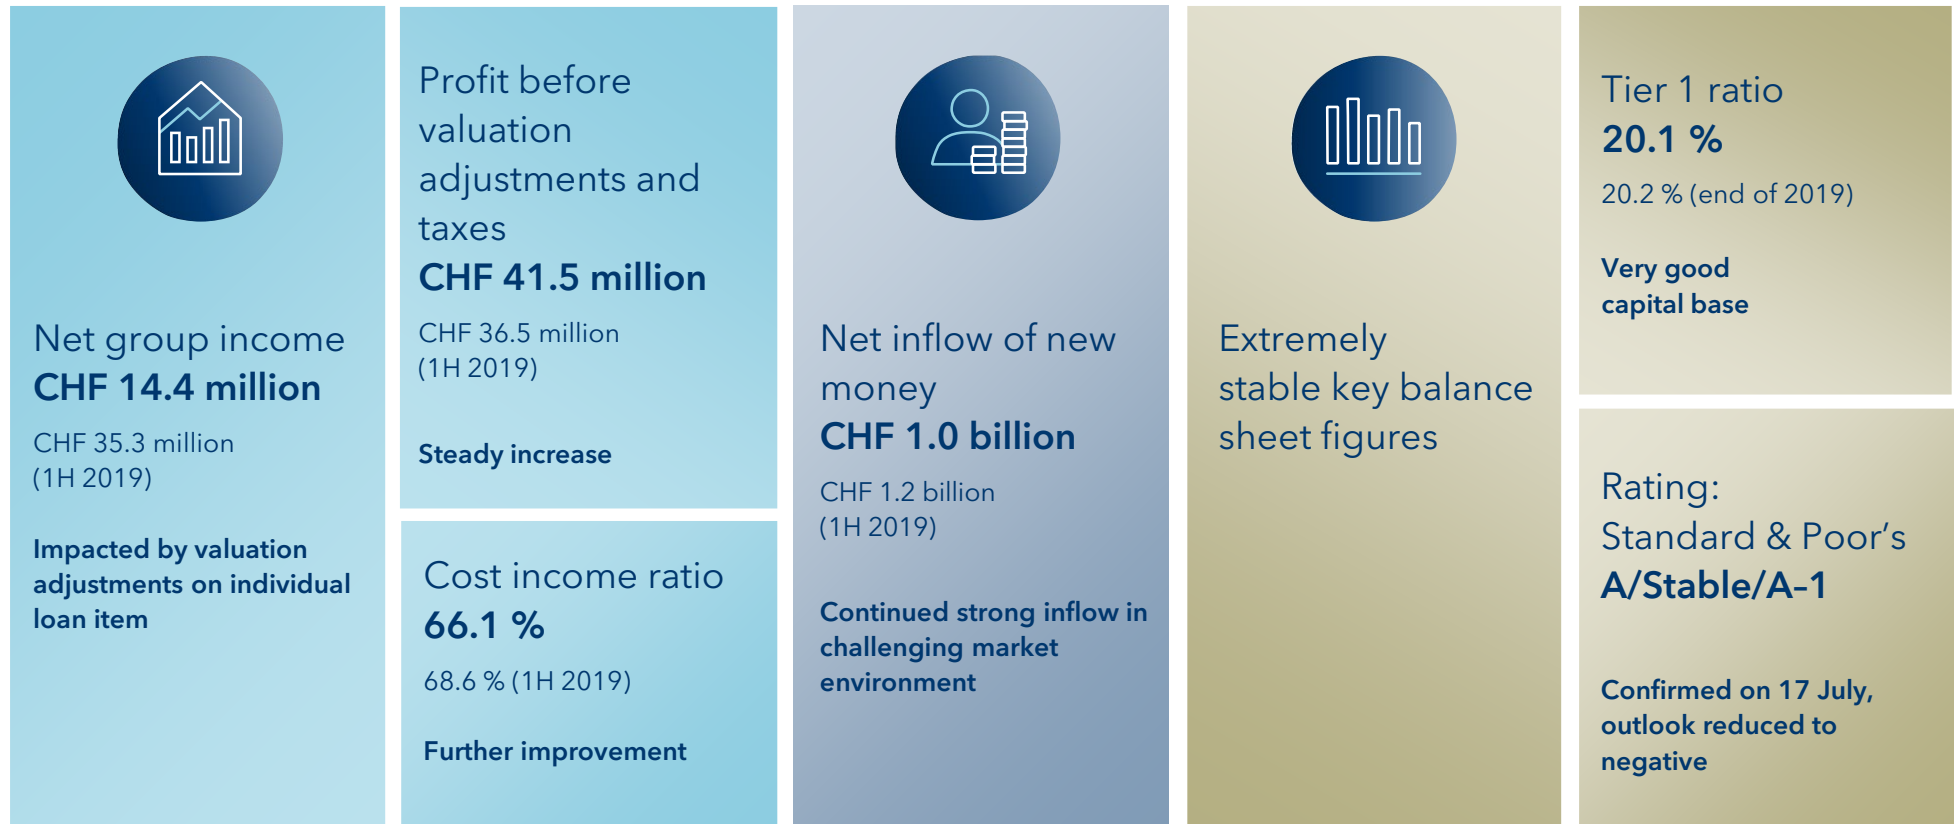 Net group income
CHF 14.4 million
CHF 35.3 million
(1H 2019)
Impacted by valuation
adjustments on individual
loan item
Profit before
valuation
adjustments and
taxes
CHF 41.5 million
CHF 36.5 million
(1H 2019)
Steady increase
Cost income ratio
66.1 %
68.6 % (1H 2019)
Further improvement
Net inflow of new
money
CHF 1.0 billion
CHF 1.2 billion
(1H 2019)
Continued strong inflow in
challenging market
environment
Extremely
stable key balance
sheet figures
Tier 1 ratio
20.1 %
20.2 % (end of 2019)
Very good
capital base
Rating:
Standard & Poor’s
A/Stable/A–1
Confirmed on 17 July,
outlook reduced to
negative